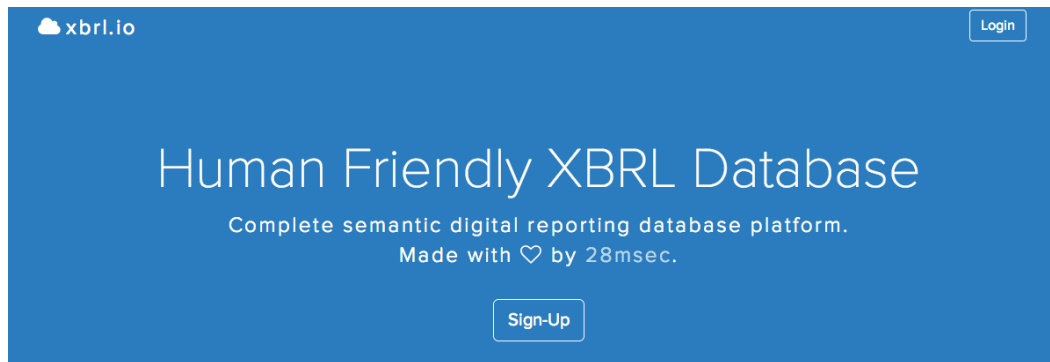 xbrl.io
Login
Human Friendly XBRL Database
Complete semantic digital reporting database platform.
Made with ♡ by 28msec.
Sign-Up